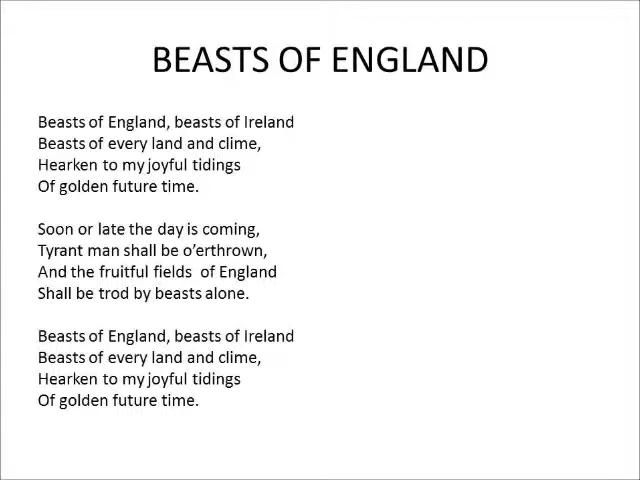 BEASTS OF ENGLAND
Beasts of England, beasts of Ireland
Beasts of every land and clime,
Hearken to my joyful tidings
Of golden future time.
Soon or late the day is coming,
Tyrant man shall be o’erthrown,
And the fruitful fields  of England
Shall be trod by beasts alone.
Beasts of England, beasts of Ireland
Beasts of every land and clime,
Hearken to my joyful tidings
Of golden future time.